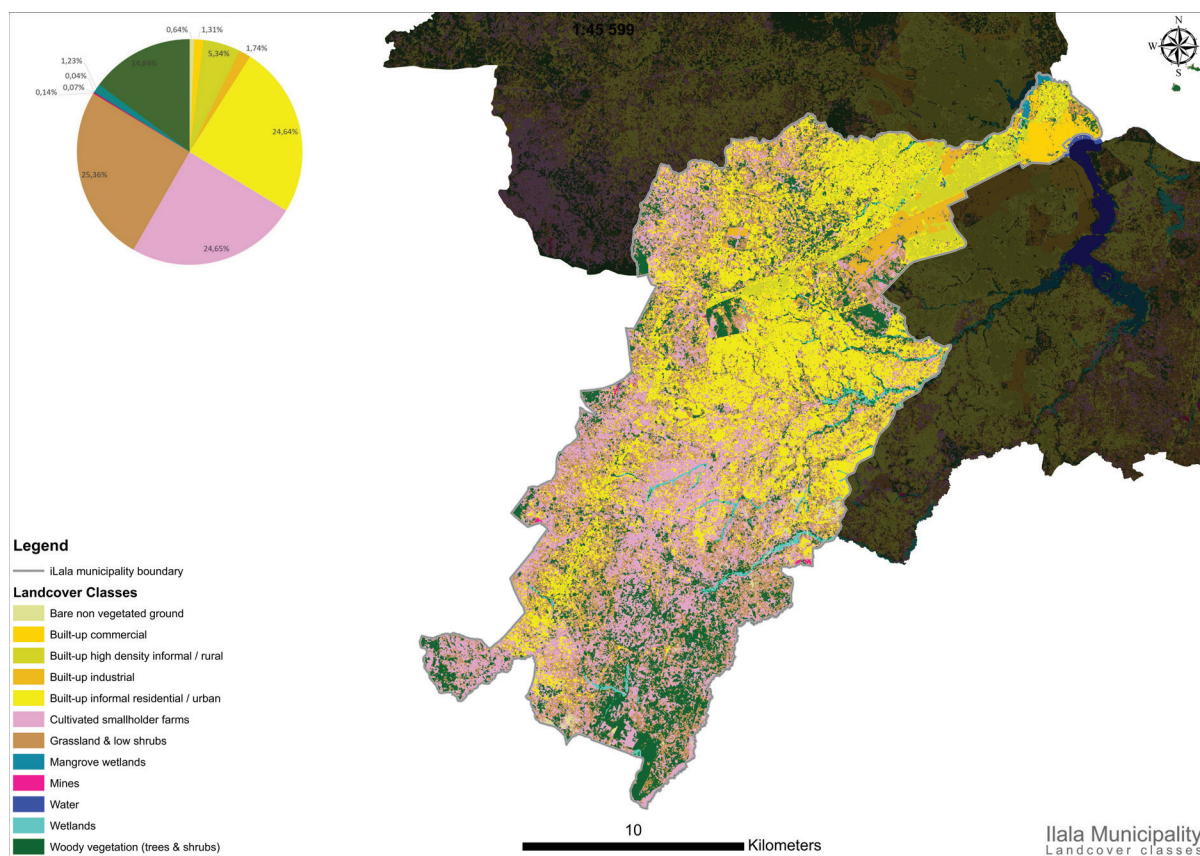 1:45 599
N
W
S
0,64%
1,31%
5,34%
1,74%
14,84%
1,23%
0,04%
0,07%
0,14%
24,64%
25,36%
24,65%
Legend
iLala municipality boundary
Landcover Classes
Bare non vegetated ground
Built-up commercial
Built-up high density informal / rural
Built-up industrial
Built-up informal residential / urban
Cultivated smallholder farms
Grassland & low shrubs
Mangrove wetlands
Mines
Water
Wetlands
Woody vegetation (trees & shrubs)
10
Kilometers
Ilala Municipality
Landcover classes